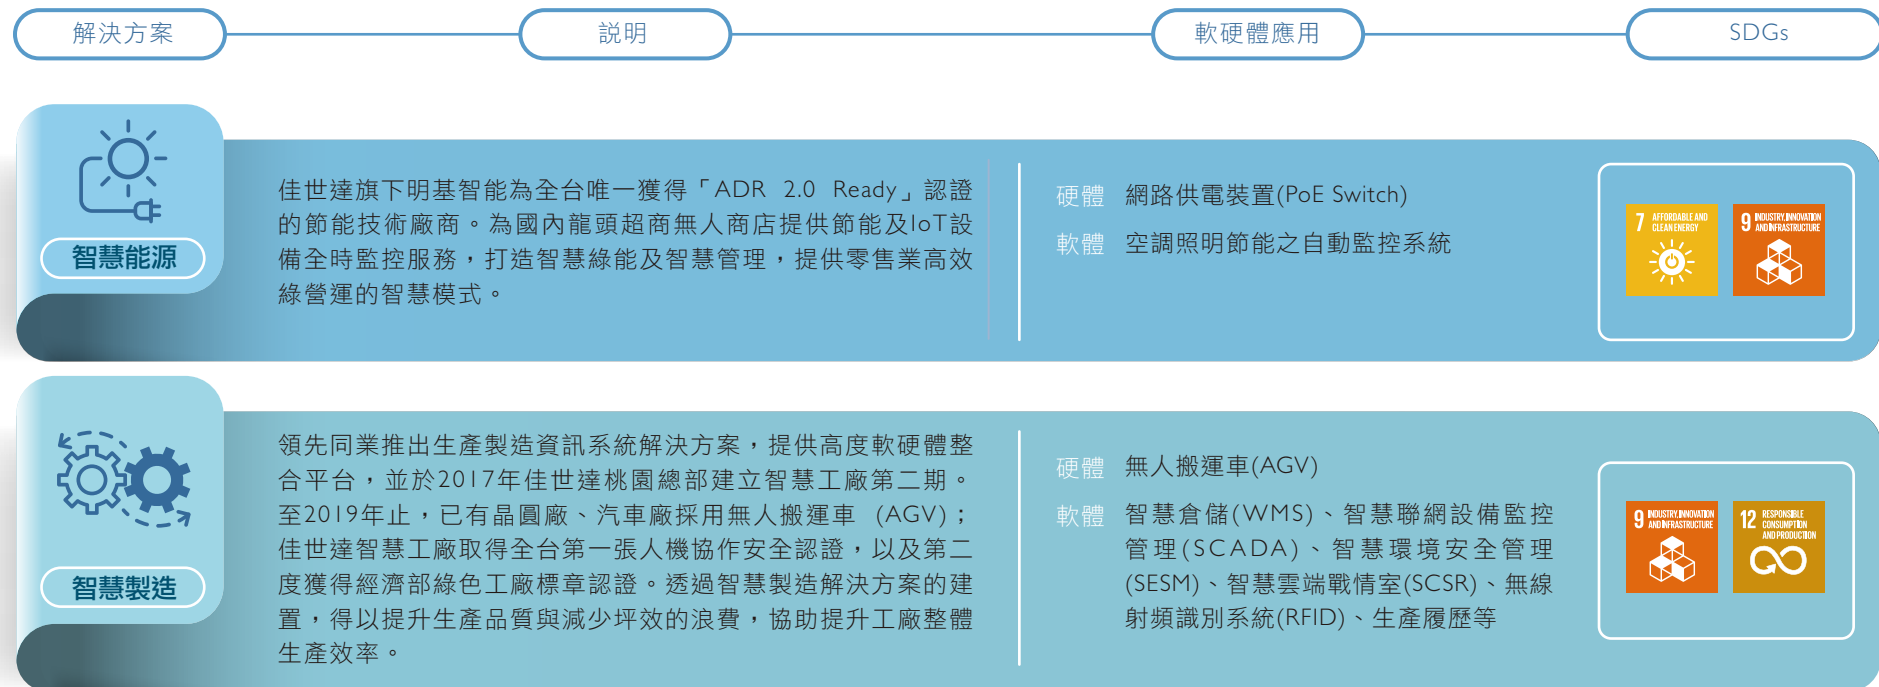 解決方案
說明
軟硬體應用
SDGs
智慧能源
佳世達旗下明基智能為全台唯一獲得「ADR 2.0 Ready」認證
的節能技術廠商。為國內龍頭超商無人商店提供節能及IoT設
備全時監控服務，打造智慧綠能及智慧管理，提供零售業高效
綠營運的智慧模式。
硬體 網路供電裝置(PoE Switch)
軟體 空調照明節能之自動監控系統
7 AFFORDABLE AND
CLEAN ENERGY
9 INDUSTRY, INNOVATION
AND INFRASTRUCTURE
智慧製造
領先同業推出生產製造資訊系統解決方案，提供高度軟硬體整
合平台，並於2017年佳世達桃園總部建立智慧工廠第二期。
至2019年止，已有晶圓廠、汽車廠採用無人搬運車 (AGV)；
佳世達智慧工廠取得全台第一張人機協作安全認證，以及第二
度獲得經濟部綠色工廠標章認證。透過智慧製造解決方案的建
置，得以提升生產品質與減少坪效的浪費，協助提升工廠整體
生產效率。
硬體 無人搬運車(AGV)
軟體 智慧倉儲(WMS)、智慧聯網設備監控
管理(SCADA)、智慧環境安全管理
(SESM)、智慧雲端戰情室(SCSR)、無線
射頻識別系統(RFID)、生產履歷等
9 INDUSTRY, INNOVATION
AND INFRASTRUCTURE
12 RESPONSIBLE
CONSUMPTION
AND PRODUCTION